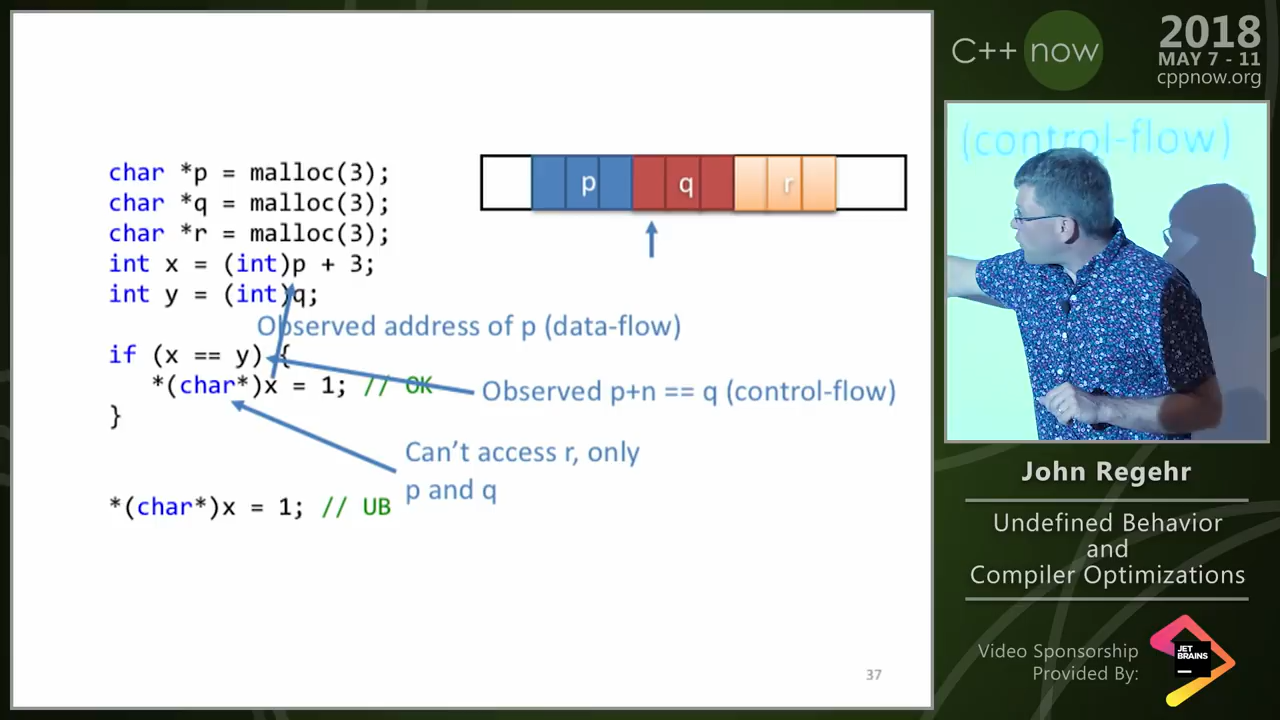 char *p = malloc(3);
char *q = malloc(3);
char *r = malloc(3);
int x = (int)p + 3;
int y = (int)q;
p
q
r
Observed address of p (data-flow)
if (x == y) {
*(char*)x = 1; // OK
}
Observed p+n == q (control-flow)
Can't access r, only
p and q
*(char*)x = 1; // UB
37
C++ now
2018
MAY 7 - 11
cppnow.org
(control-flow)
John Regehr
Undefined Behavior
and
Compiler Optimizations
Video Sponsorship
Provided By:
JET
BRAINS